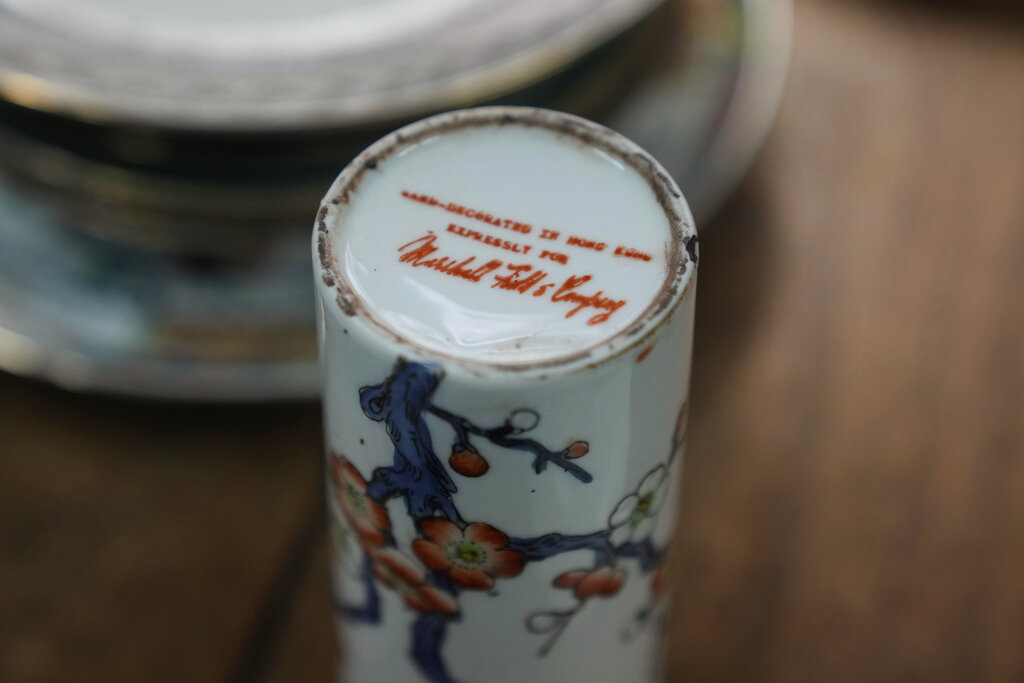 HAND-DECORATED IN HONG KONG
EXPRESSLY FOR
Marshall Field & Company